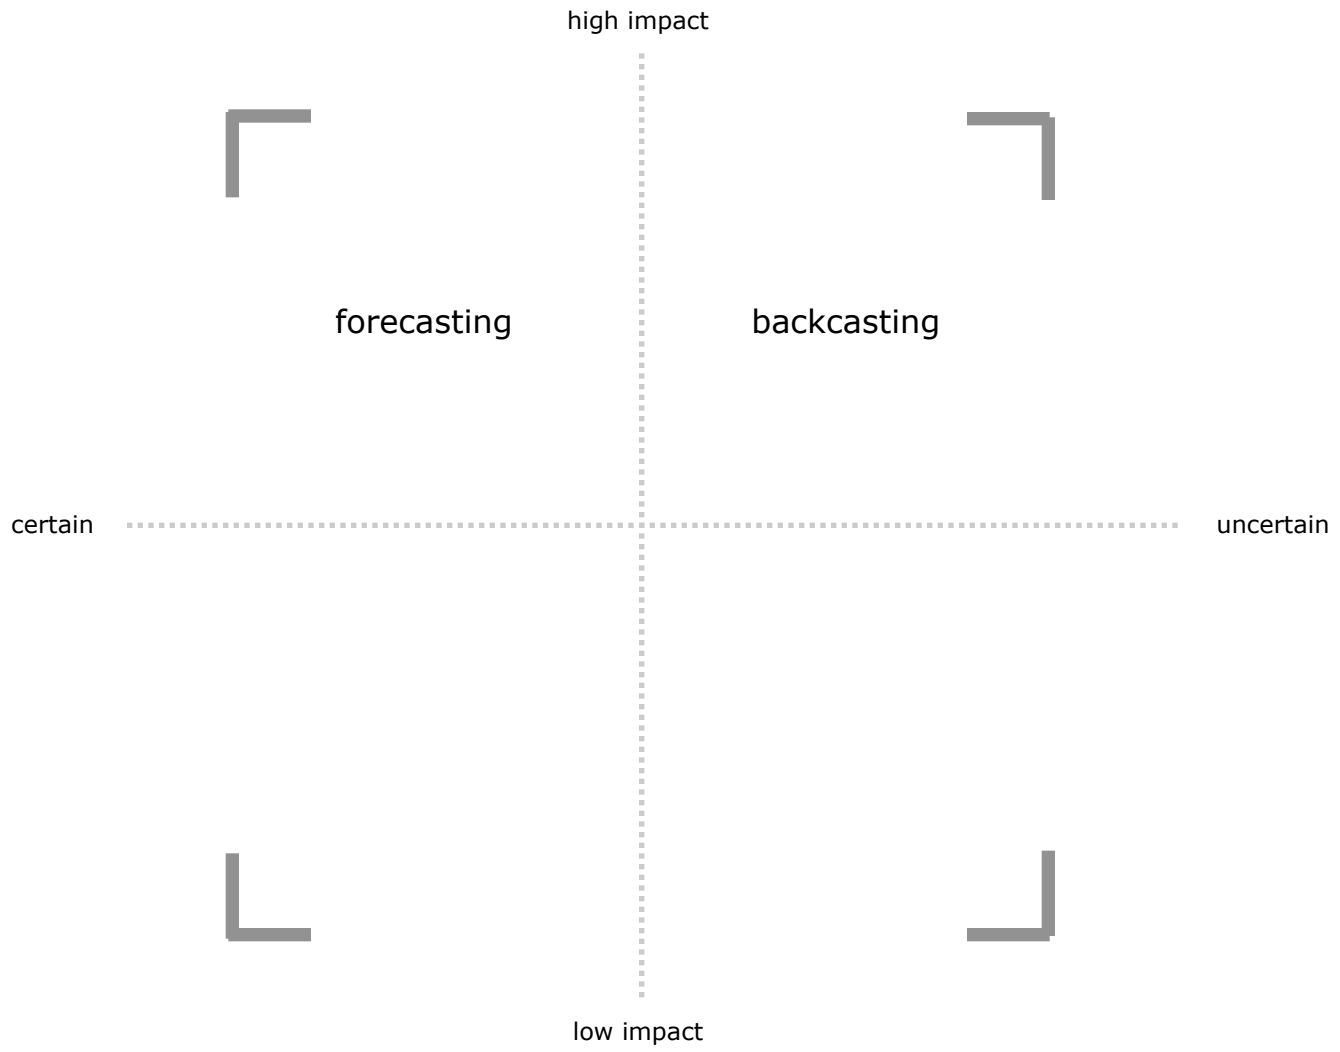 high impact
forecasting
backcasting
certain
uncertain
low impact